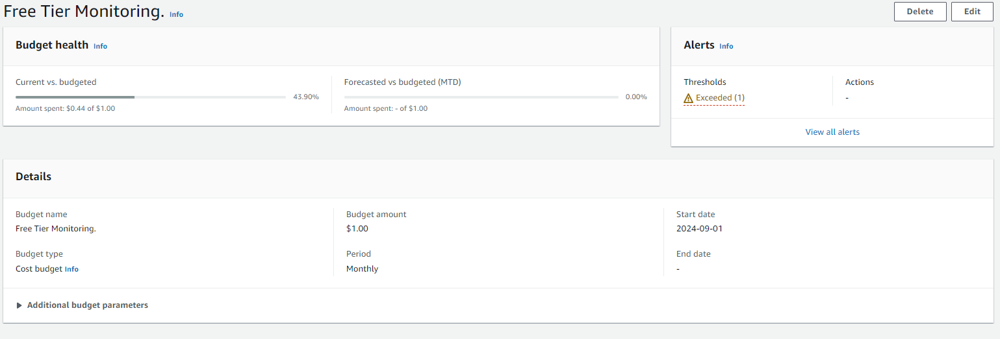 Free Tier Monitoring. Info
Delete
Edit
Budget health Info
Current vs. budgeted
43.90%
Amount spent: $0.44 of $1.00
Forecasted vs budgeted (MTD)
0.00%
Amount spent: - of $1.00
Alerts Info
Thresholds
Exceeded (1)
Actions
-
View all alerts
Details
Budget name
Free Tier Monitoring.
Budget type
Cost budget Info
Budget amount
$1.00
Period
Monthly
Start date
2024-09-01
End date
-
Additional budget parameters